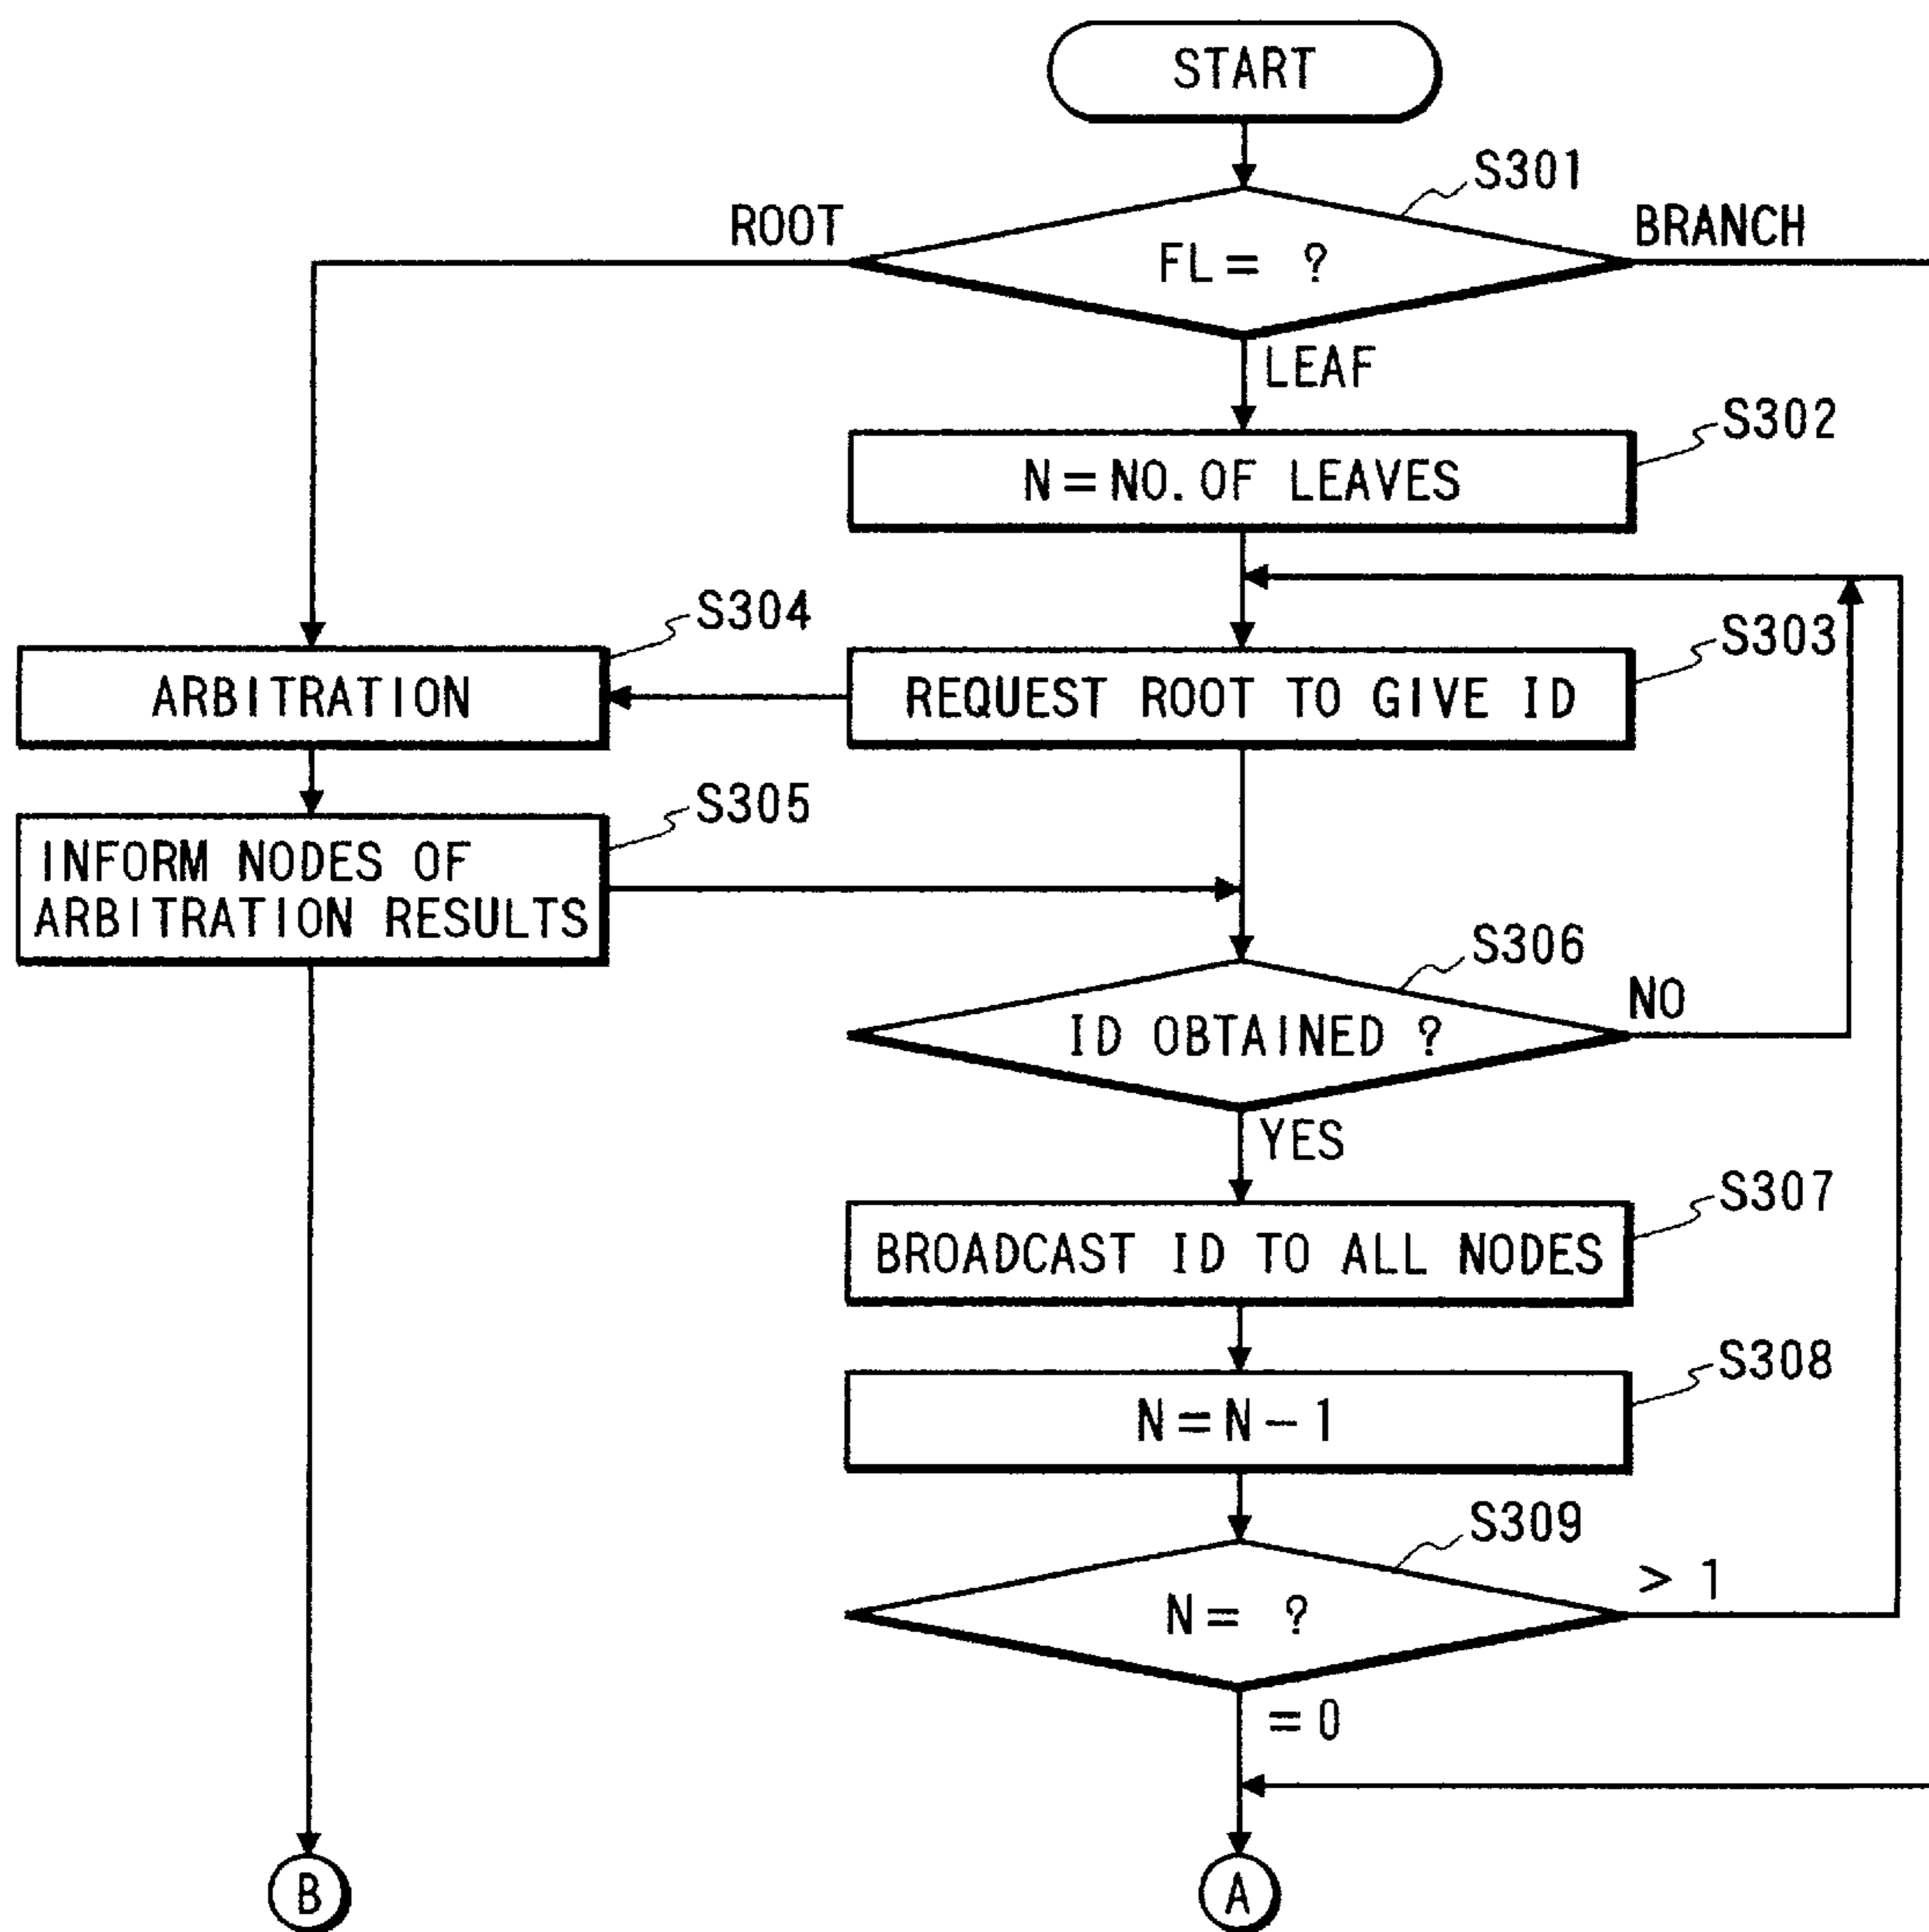 START
S301
ROOT
BRANCH
FL= ?
LEAF
S302
N=NO.OF LEAVES
S304
S303
ARBITRATION
REQUEST ROOT TO GIVE ID
S305
INFORM NODES OF
ARBITRATION RESULTS
S306
NO
ID OBTAINED ?
YES
S307
BROADCAST ID TO ALL NODES
S308
N=N-1
S309
> 1
N= ?
=0
B
A